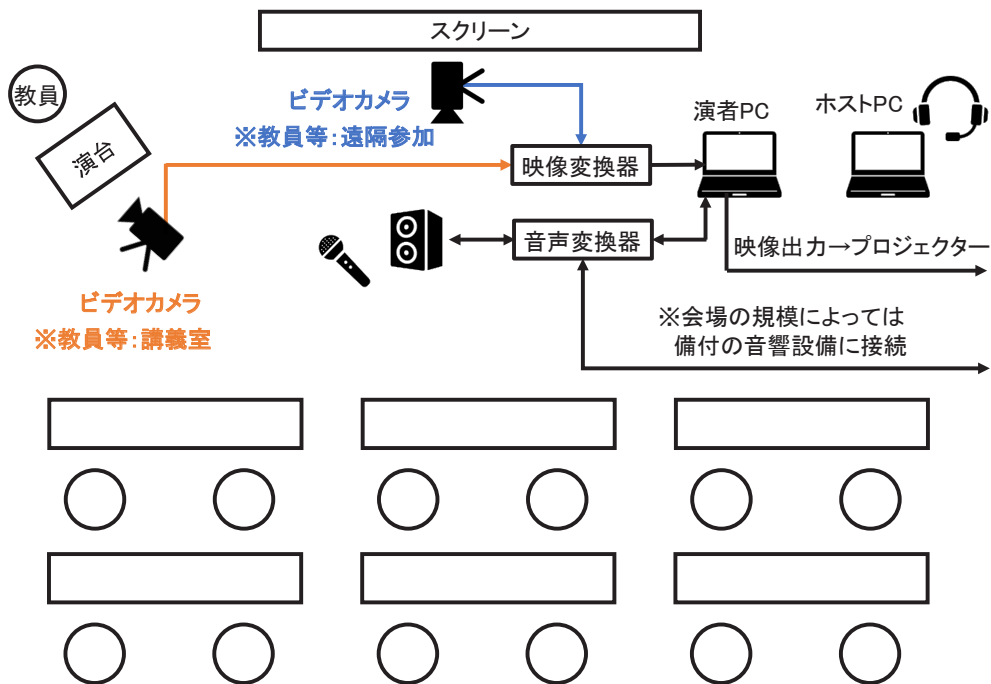 スクリーン
教員
演台
ビデオカメラ
※教員等：遠隔参加
演者PC
ホストPC
映像変換器
音声変換器
映像出力→プロジェクター
ビデオカメラ
※教員等：講義室
※会場の規模によっては
備付の音響設備に接続